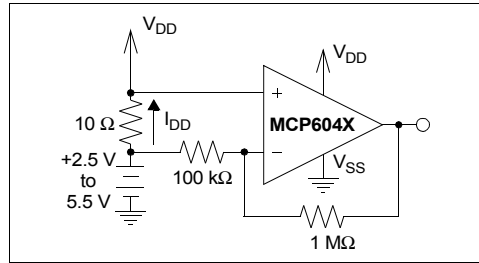 V_DD
V_DD
+
10 Ω
I_DD
MCP604X
+2.5 V
to
5.5 V
100 kΩ
–
V_SS
1 MΩ